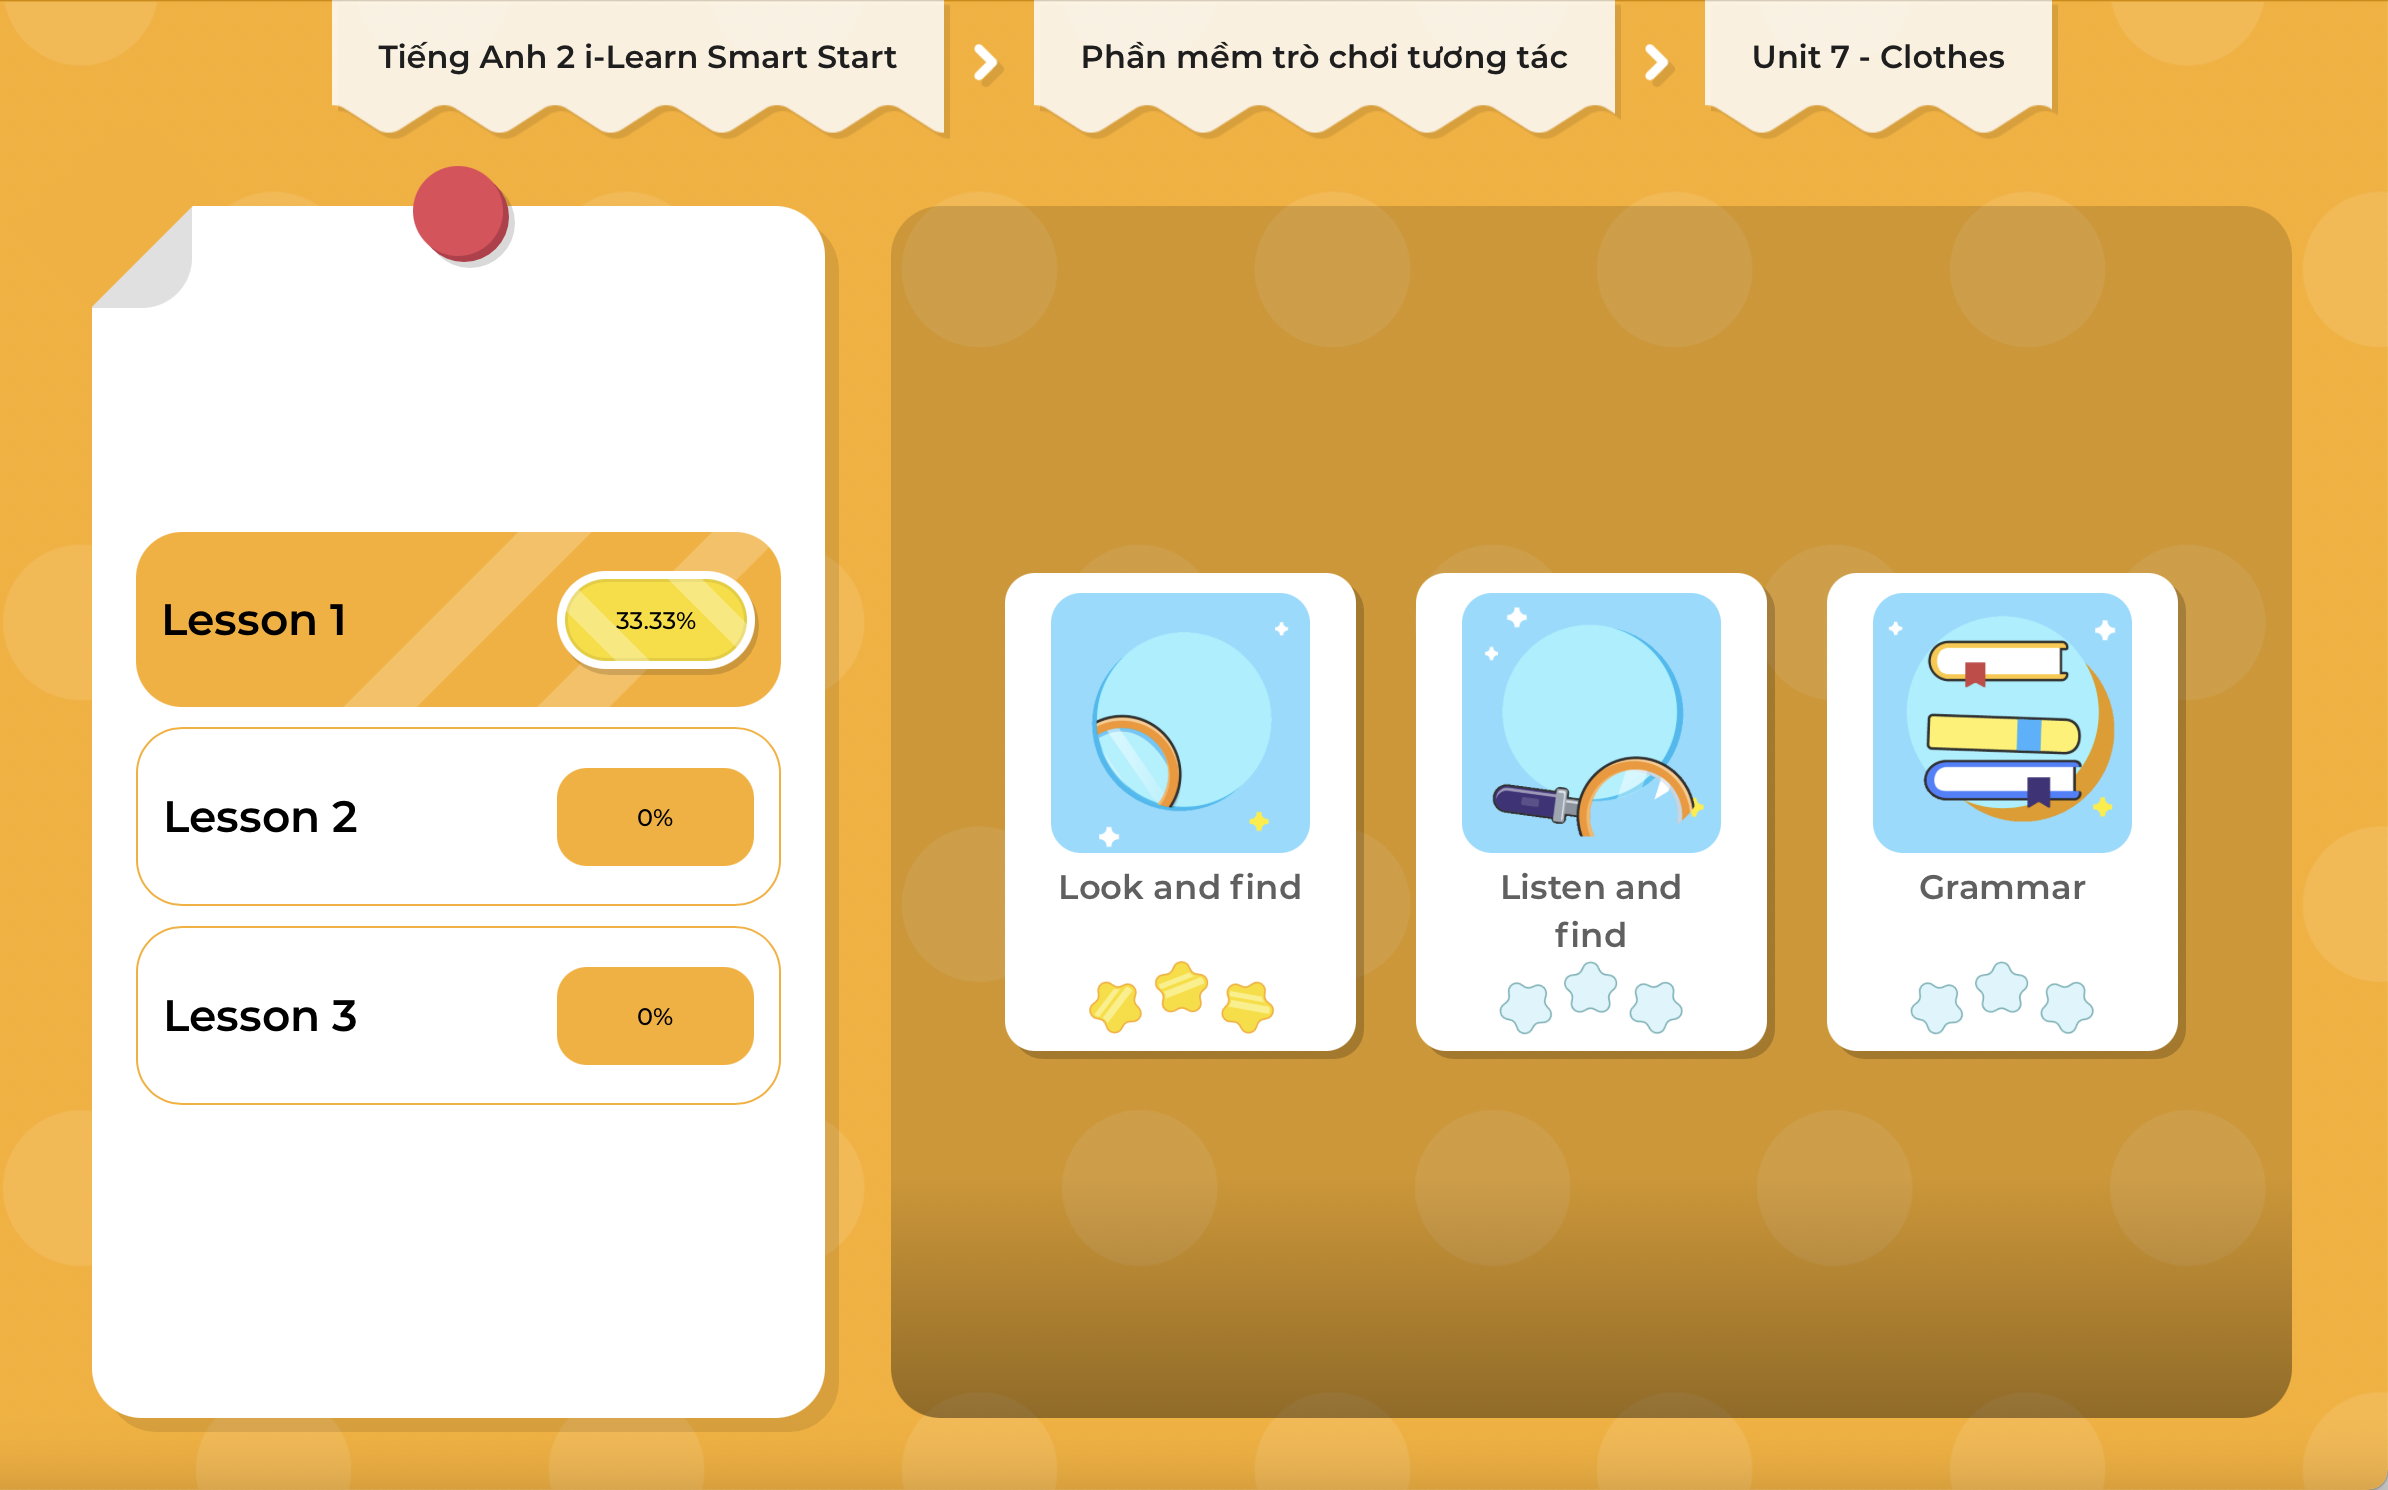 Tiếng Anh 2 i-Learn Smart Start
Phần mềm trò chơi tương tác
Unit 7 - Clothes
Lesson 1
33.33%
Lesson 2
0%
Lesson 3
0%
Look and find
Listen and
find
Grammar